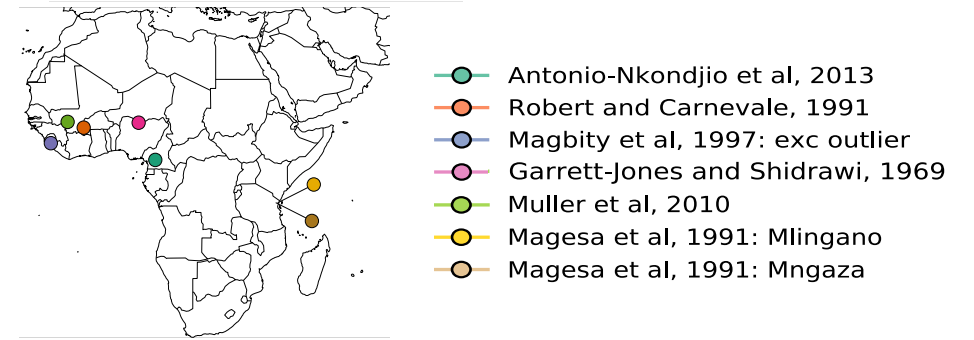 Antonio-Nkondjio et al, 2013
Robert and Carnevale, 1991
Magbity et al, 1997: exc outlier
Garrett-Jones and Shidrawi, 1969
Muller et al, 2010
Magesa et al, 1991: Mlingano
Magesa et al, 1991: Mngaza